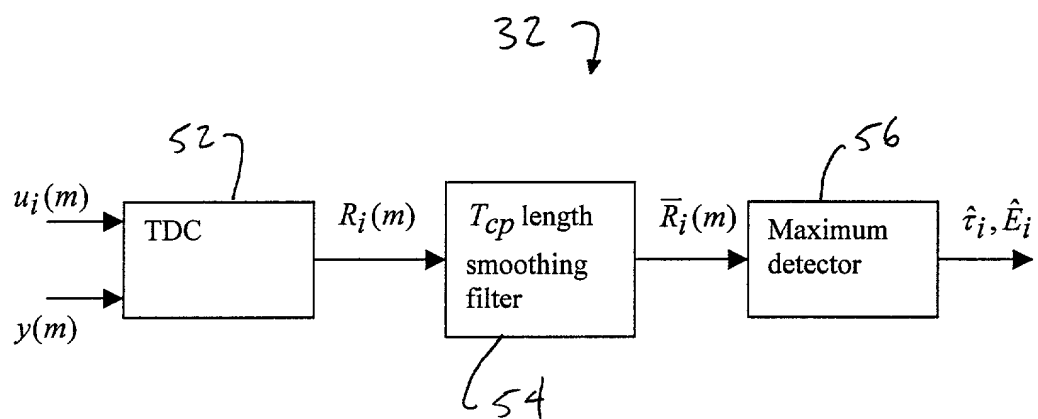 32
52
56
u_i(m)
TDC
R_i(m)
T_cp length
smoothing
filter
R̄_i(m)
Maximum
detector
τ̂_i, Ê_i
y(m)
54